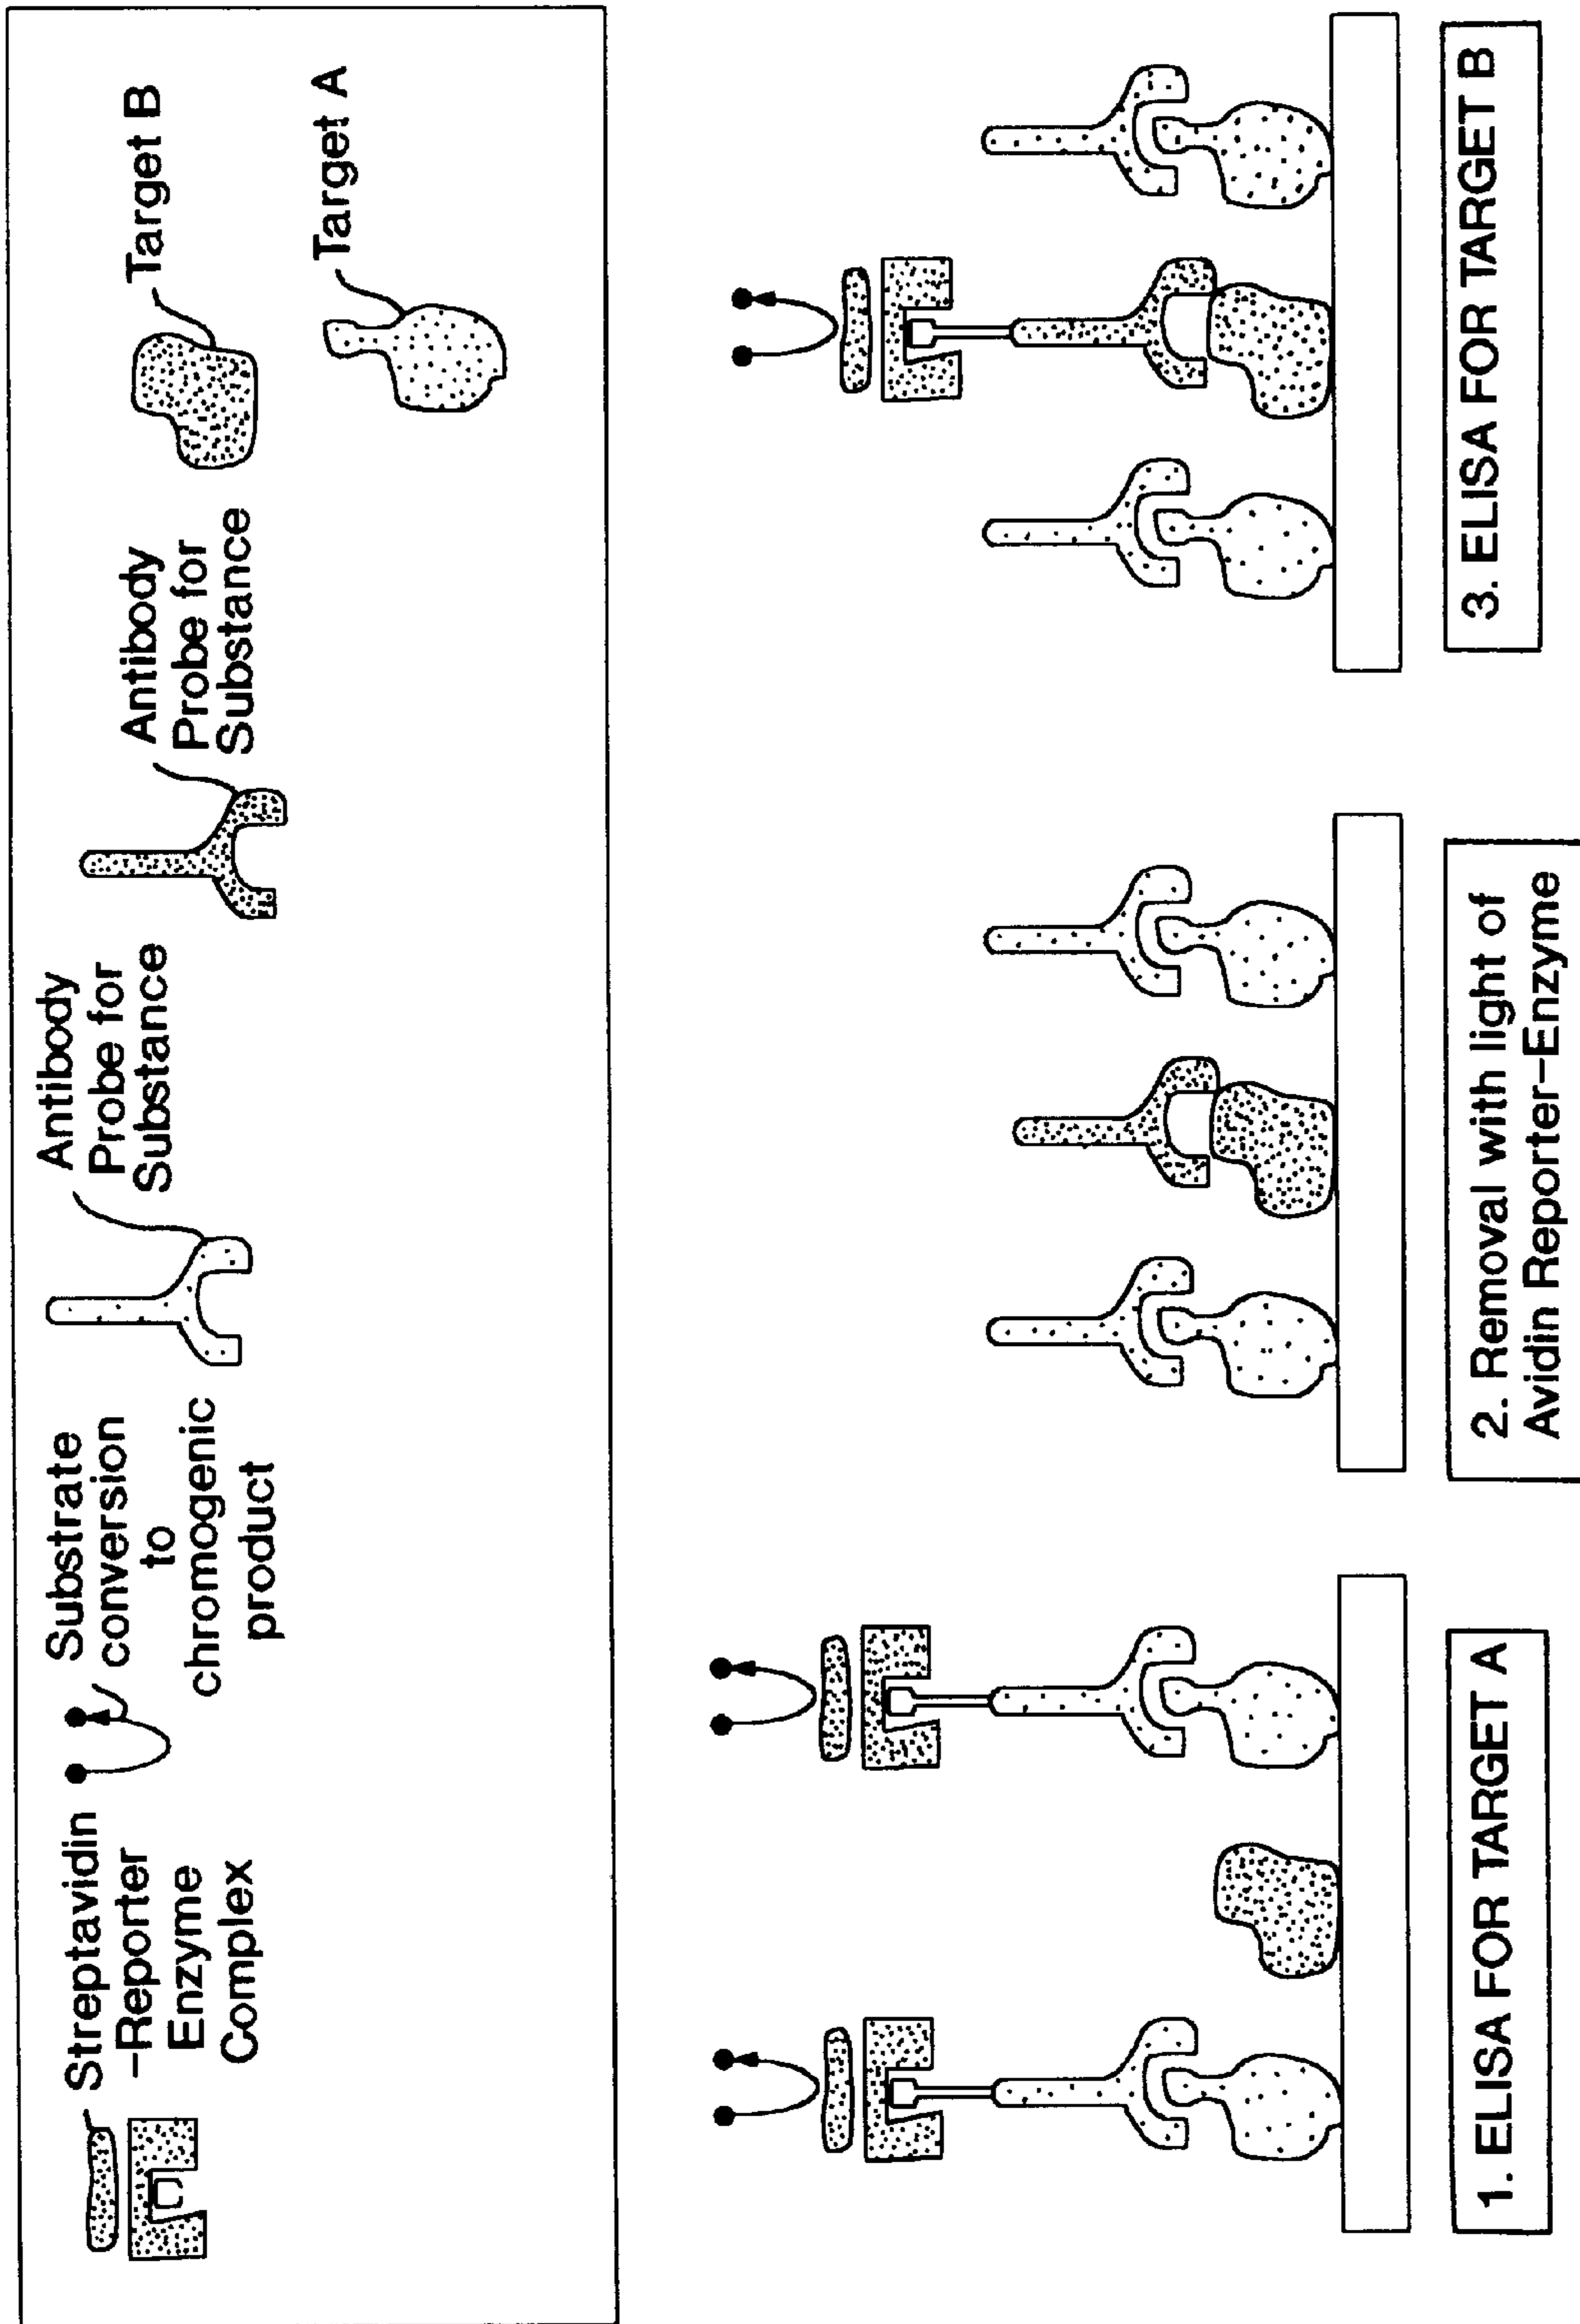 Streptavidin
-Reporter
Enzyme
Complex
Substrate
conversion
to
chromogenic
product
Antibody
Probe for
Substance
Antibody
Probe for
Substance
Target B
Target A
1. ELISA FOR TARGET A
2. Removal with light of
Avidin Reporter-Enzyme
3. ELISA FOR TARGET B